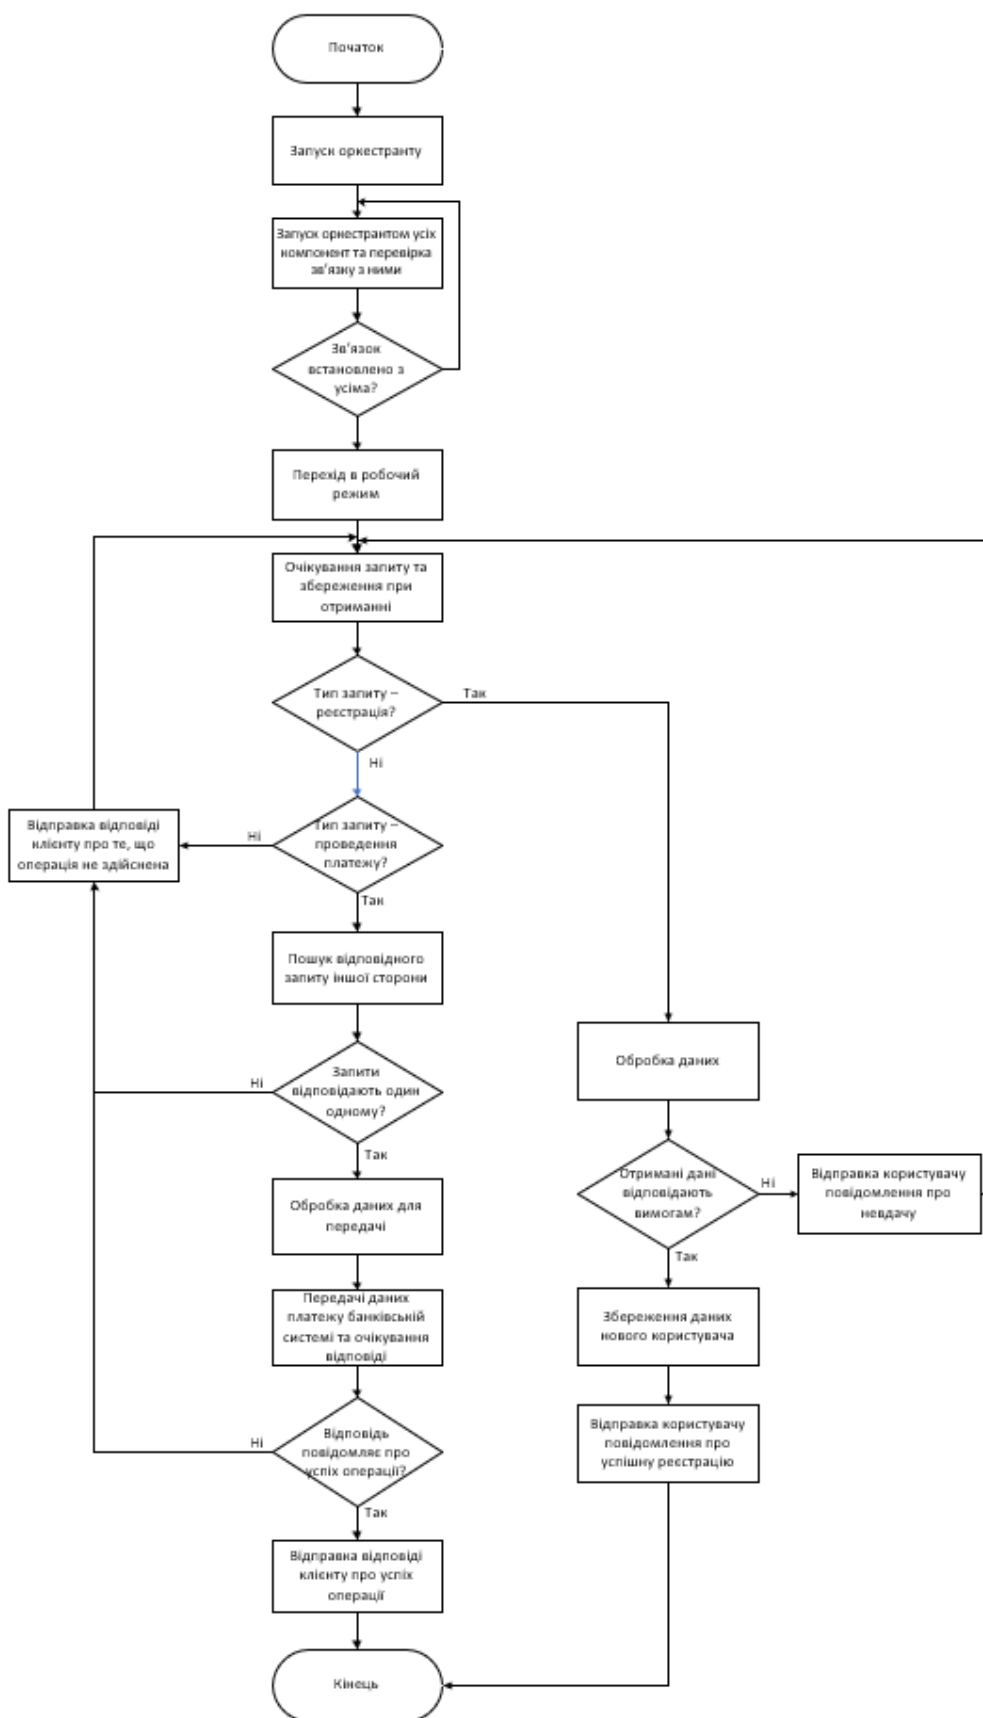 Початок
Запуск оркестранту
Запуск оркестрантом усіх
компонент та перевірка
зв'язку з ними
Зв'язок
встановлено з
усіма?
Перехід в робочий
режим
Очікування запиту та
збереження при
отриманні
Тип запиту –
реєстрація?
Так
Ні
Тип запиту –
проведення
платежу?
Ні
Відправка відповіді
клієнту про те, що
операція не здійснена
Так
Пошук відповідного
запиту іншої сторони
Запити
відповідають один
одному?
Ні
Так
Обробка даних для
передачі
Передачі даних
платежу банківській
системі та очікування
відповіді
Відповідь
повідомляє про
успіх операції?
Ні
Так
Відправка відповіді
клієнту про успіх
операції
Обробка даних
Отримані дані
відповідають
вимогам?
Ні
Відправка користувачу
повідомлення про
невдачу
Так
Збереження даних
нового користувача
Відправка користувачу
повідомлення про
успішну реєстрацію
Кінець